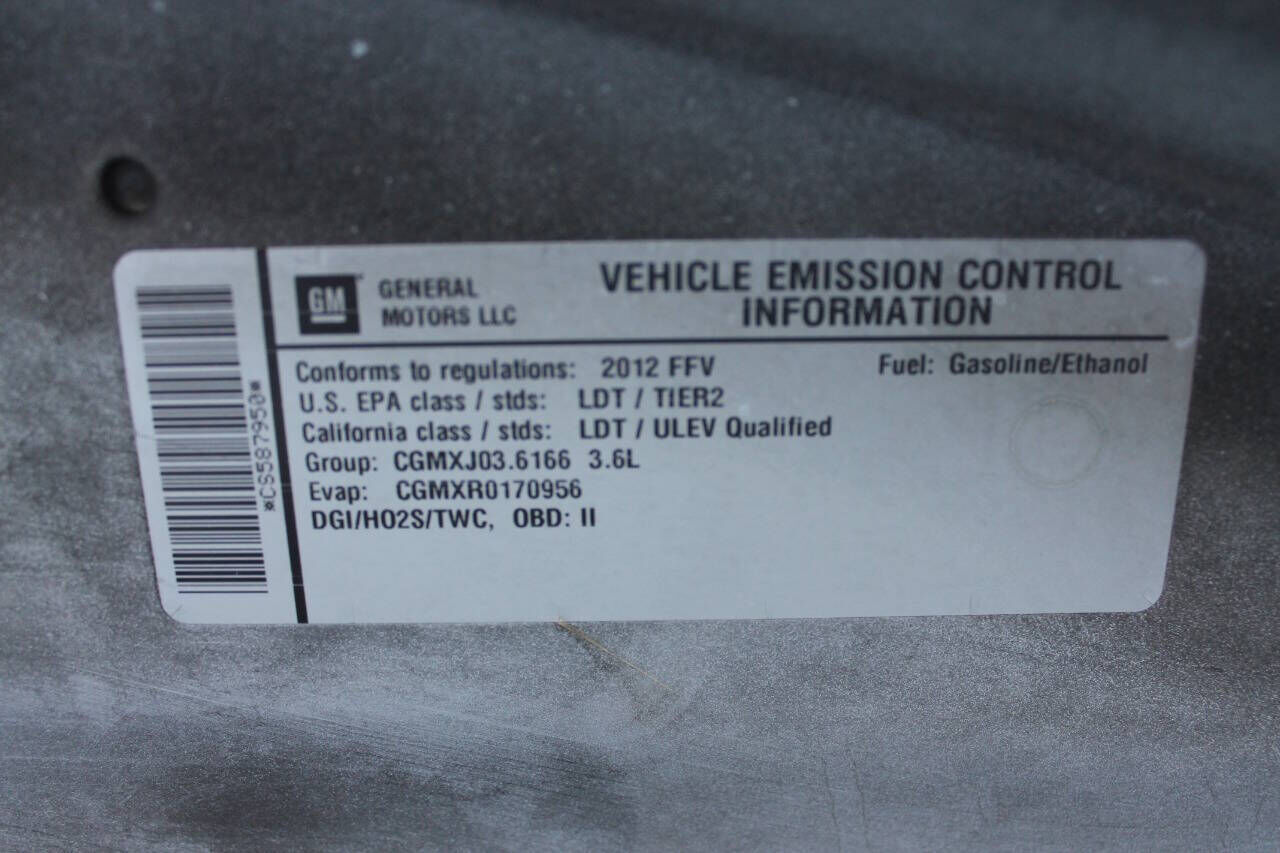 *CS587950*
GM
GENERAL
MOTORS LLC
VEHICLE EMISSION CONTROL
INFORMATION
Conforms to regulations: 2012 FFV
Fuel: Gasoline/Ethanol
U.S. EPA class / stds: LDT / TIER2
California class / stds: LDT / ULEV Qualified
Group: CGMXJ03.6166 3.6L
Evap: CGMXR0170956
DGI/HO2S/TWC, OBD: II